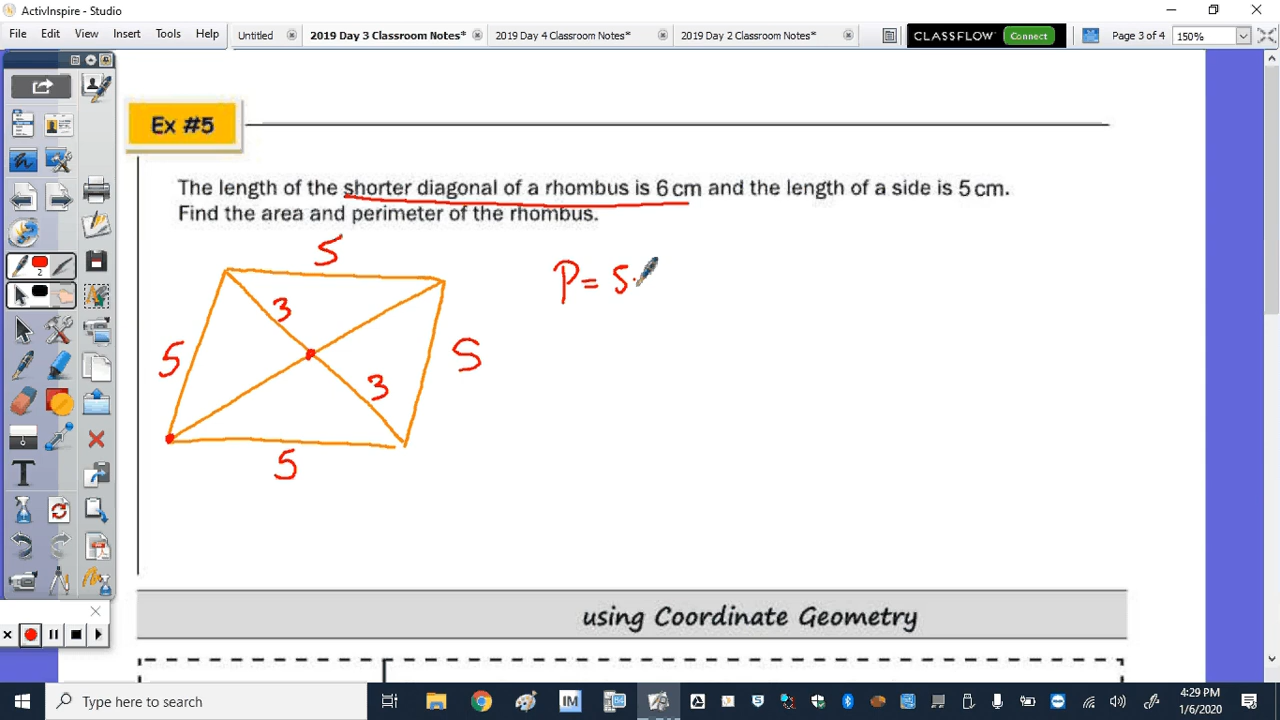 ActivInspire - Studio
File Edit View Insert Tools Help Untitled 2019 Day 3 Classroom Notes* 2019 Day 4 Classroom Notes* 2019 Day 2 Classroom Notes* CLASSFLOW Connect Page 3 of 4 150%
Ex #5
The length of the shorter diagonal of a rhombus is 6 cm and the length of a side is 5 cm.
Find the area and perimeter of the rhombus.
5
P = 5·
3
5
5
3
5
2
T
using Coordinate Geometry
Type here to search
IM
S
4:29 PM
1/6/2020